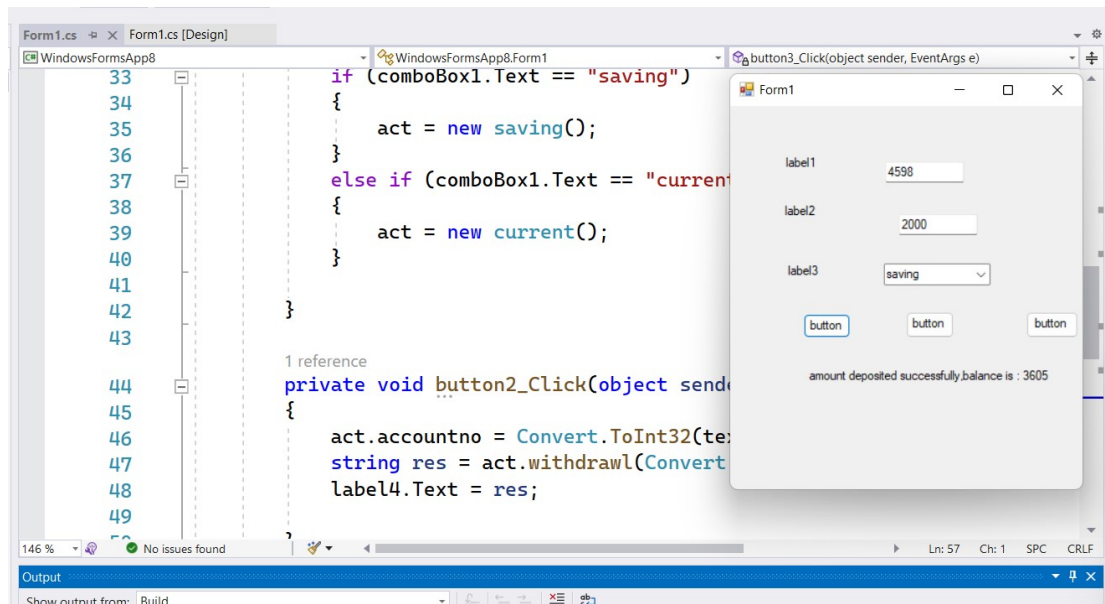 Form1.cs
Form1.cs [Design]
WindowsFormsApp8
WindowsFormsApp8.Form1
button3_Click(object sender, EventArgs e)
33 if (comboBox1.Text == "saving")
34 {
35 act = new saving();
36 }
37 else if (comboBox1.Text == "current
38 {
39 act = new current();
40 }
41
42 }
43
1 reference
44 private void button2_Click(object sende
45 {
46 act.accountno = Convert.ToInt32(te
47 string res = act.withdrawl(Convert
48 label4.Text = res;
49
Form1
label1
4598
label2
2000
label3
saving
button
button
button
amount deposited successfully,balance is : 3605
146 %
No issues found
Ln: 57
Ch: 1
SPC
CRLF
Output
Show output from: Build